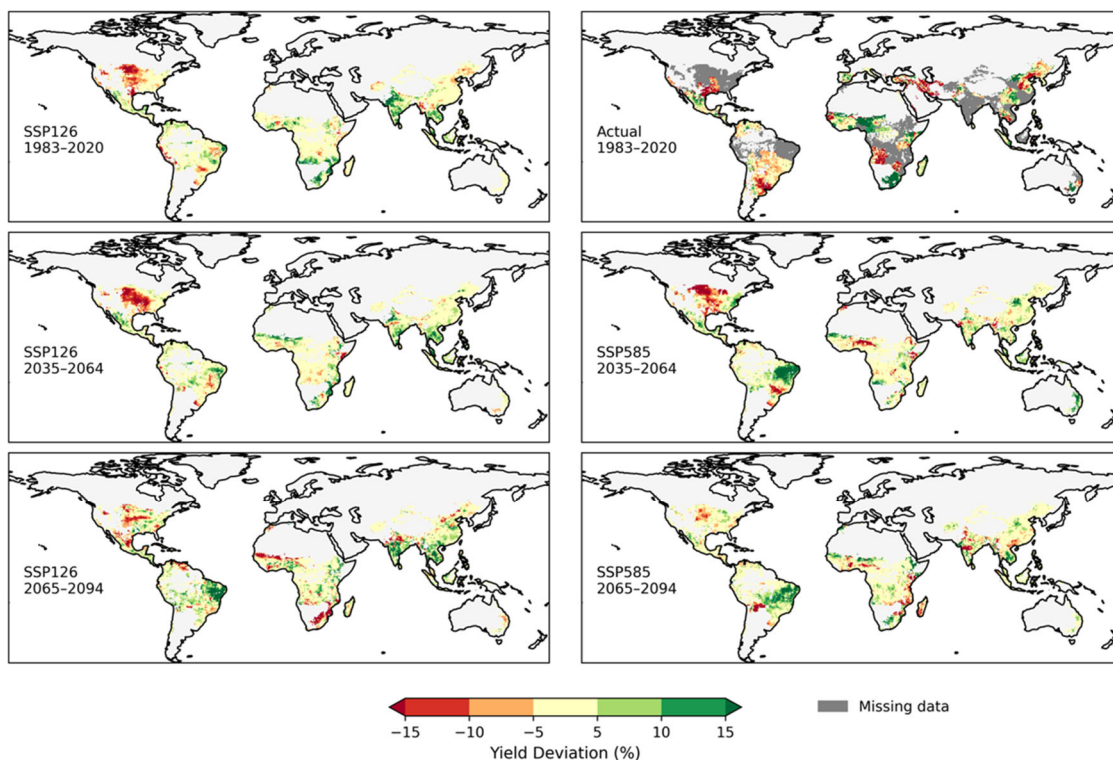 SSP126
1983–2020
Actual
1983–2020
SSP126
2035–2064
SSP585
2035–2064
SSP126
2065–2094
SSP585
2065–2094
−15 −10 −5 5 10 15
Yield Deviation (%)
Missing data